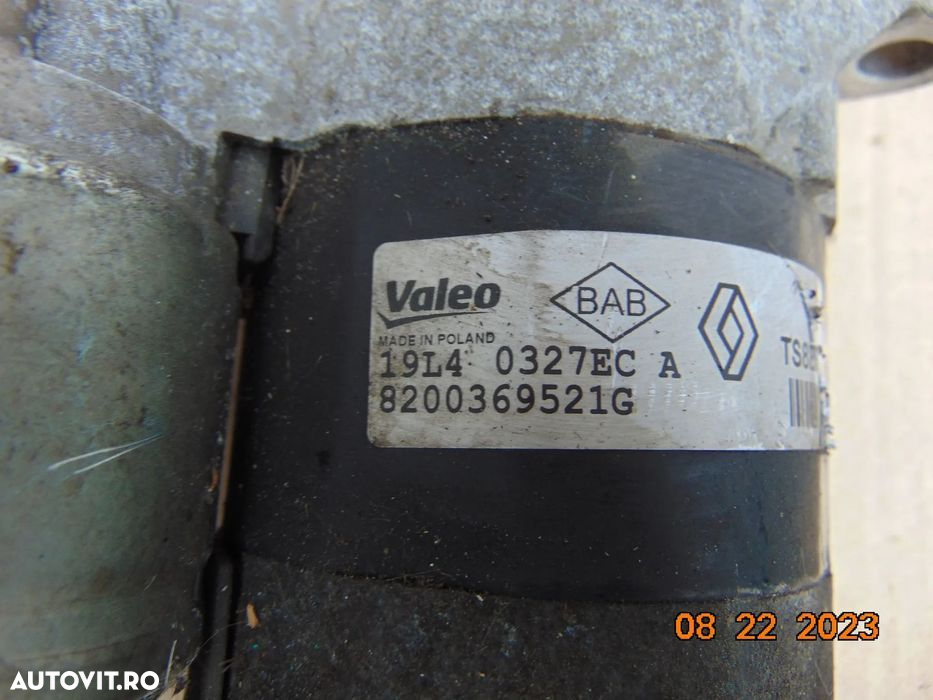 Valeo
BAB
MADE IN POLAND
19L4 0327EC A
8200369521G
08 22 2023
AUTOVIT.RO